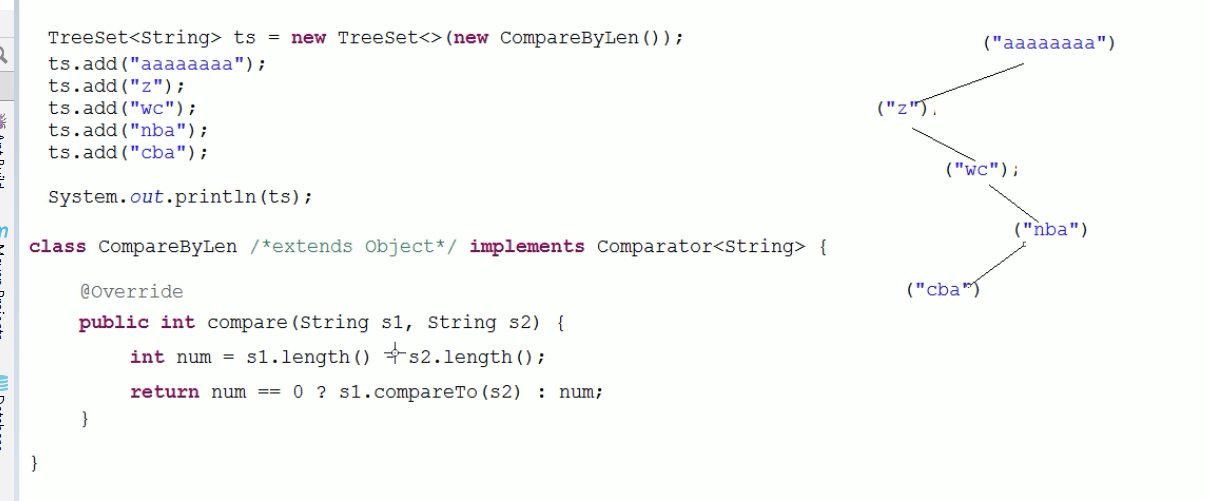 TreeSet<String> ts = new TreeSet<>(new CompareByLen());
ts.add("aaaaaaaa");
ts.add("z");
ts.add("wc");
ts.add("nba");
ts.add("cba");
System.out.println(ts);
class CompareByLen /*extends Object*/ implements Comparator<String> {
@Override
public int compare(String s1, String s2) {
int num = s1.length() - s2.length();
return num == 0 ? s1.compareTo(s2) : num;
}
}
("aaaaaaaa")
("z");
("wc");
("nba")
("cba")